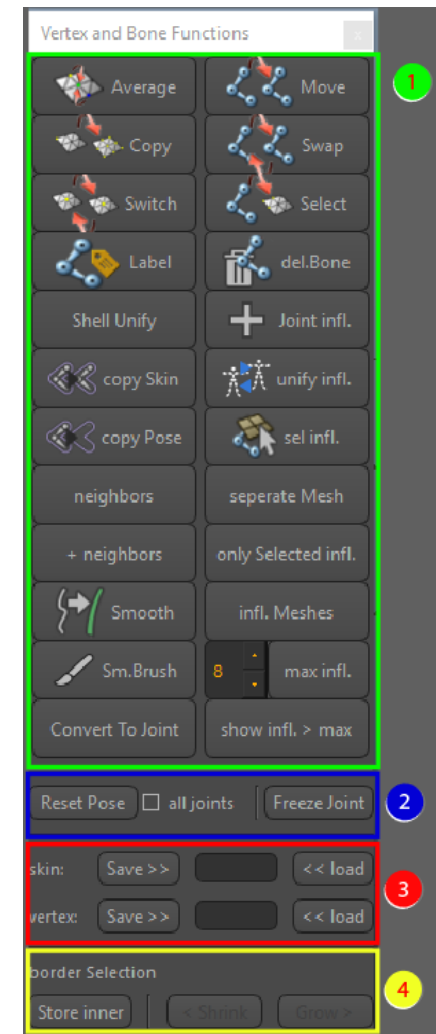 Vertex and Bone Functions x
Average Move
1
Copy Swap
Switch Select
Label del.Bone
Shell Unify Joint infl.
copy Skin unify infl.
copy Pose sel infl.
neighbors seperate Mesh
+ neighbors only Selected infl.
Smooth infl. Meshes
Sm.Brush 8 max infl.
Convert To Joint show infl. > max
Reset Pose all joints Freeze Joint
2
skin: Save >> << load
3
vertex: Save >> << load
border Selection
4
Store inner < Shrink Grow >